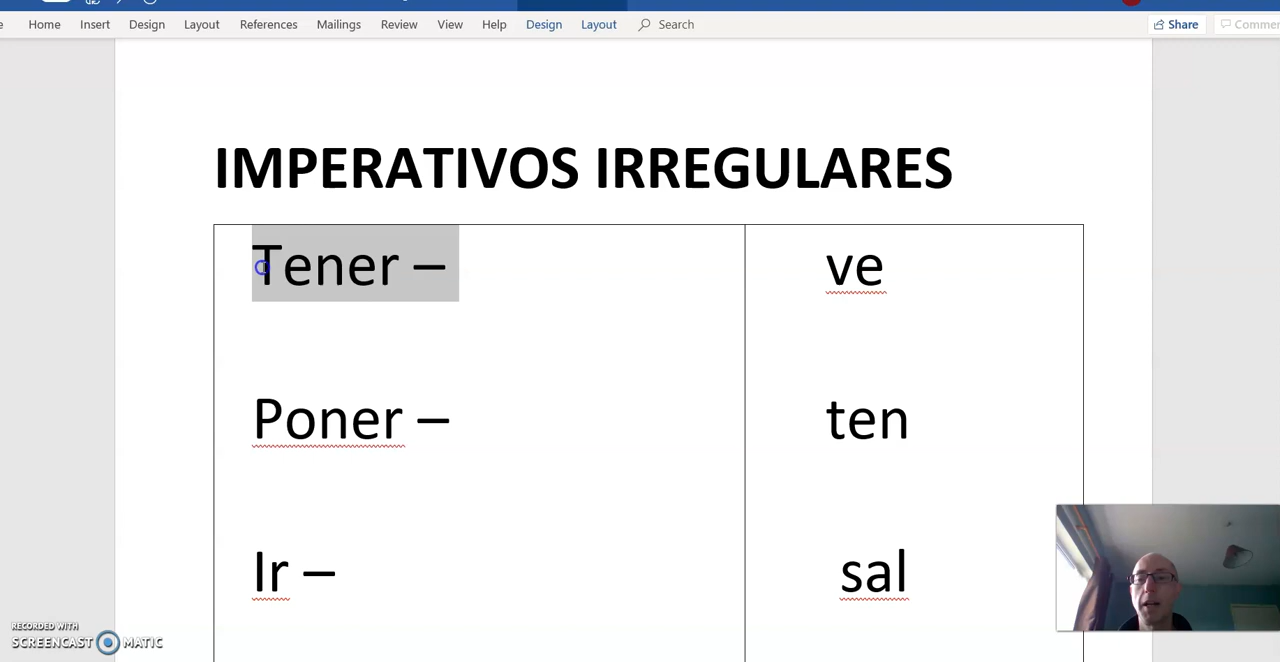 Home Insert Design Layout References Mailings Review View Help Design Layout Search Share Commen
IMPERATIVOS IRREGULARES
Tener – ve
Poner – ten
Ir – sal
RECORDED WITH
SCREENCAST MATIC